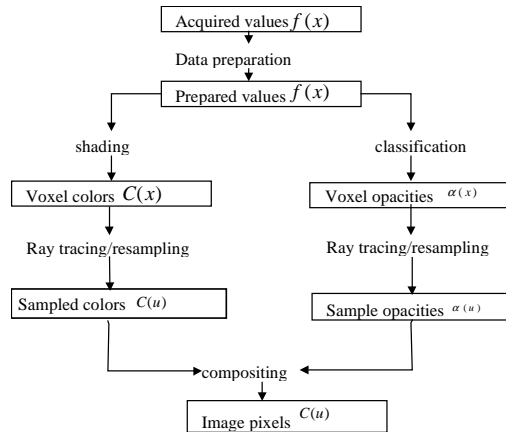 Acquired values f(x)
Data preparation
Prepared values f(x)
shading classification
Voxel colors C(x) Voxel opacities α(x)
Ray tracing/resampling Ray tracing/resampling
Sampled colors C(u) Sample opacities α(u)
compositing
Image pixels C(u)